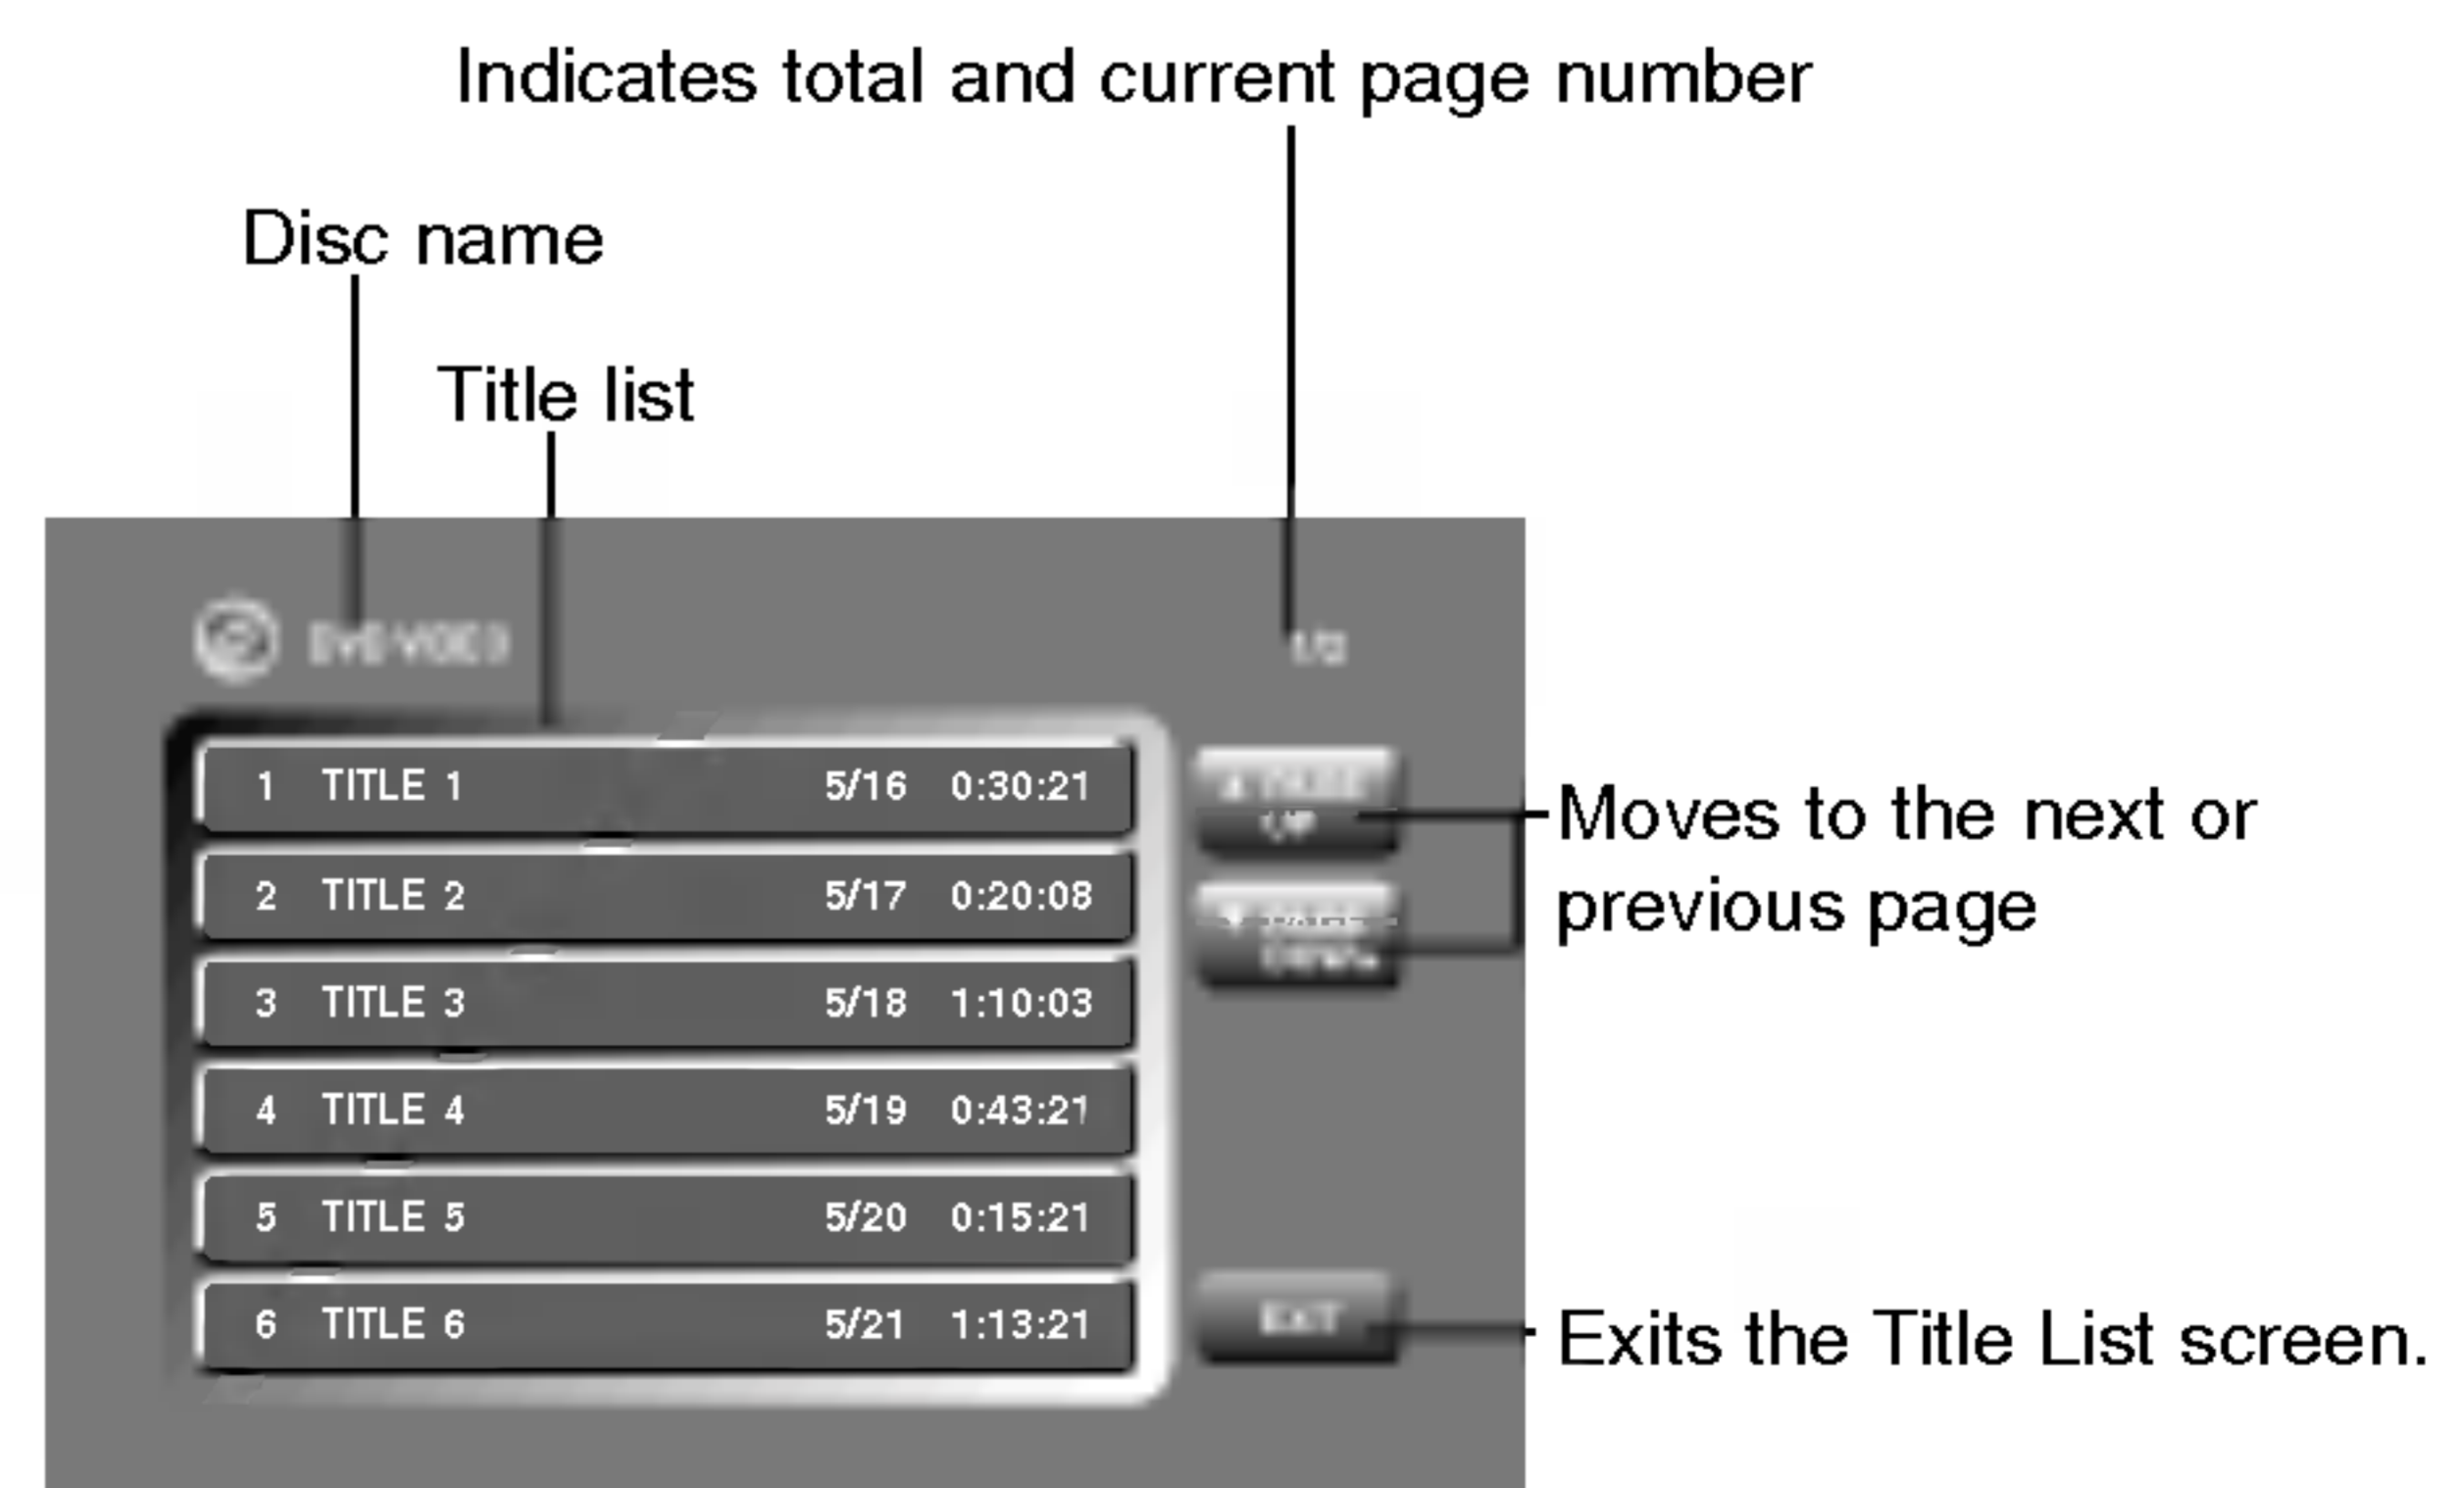 Indicates total and current page number
Disc name
Title list
1 TITLE 1 5/16 0:30:21
2 TITLE 2 5/17 0:20:08
3 TITLE 3 5/18 1:10:03
4 TITLE 4 5/19 0:43:21
5 TITLE 5 5/20 0:15:21
6 TITLE 6 5/21 1:13:21
UP
Moves to the next or
previous page
EXIT
Exits the Title List screen.